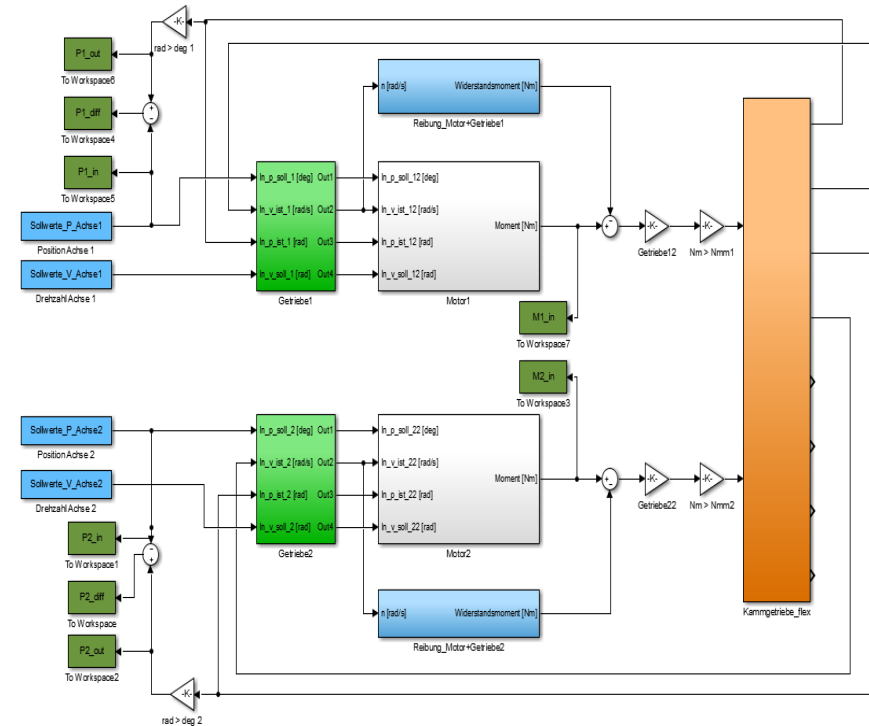 -K-
rad > deg 1
P1_out
To Workspace6
P1_diff
To Workspace4
P1_in
To Workspace5
Sollwerte_P_Achse1
Position Achse 1
Sollwerte_V_Achse1
Drehzahl Achse 1
n [rad/s]
Widerstandsmoment [Nm]
Reibung_Motor+Getriebe1
In_p_soll_1 [deg]
Out1
In_v_ist_1 [rad/s]
Out2
In_p_ist_1 [rad]
Out3
In_v_soll_1 [rad]
Out4
Getriebe1
In_p_soll_12 [deg]
In_v_ist_12 [rad/s]
In_p_ist_12 [rad]
In_v_soll_12 [rad]
Moment [Nm]
Motor1
-K-
Getriebe12
-K-
Nm > Nmm1
M1_in
To Workspace7
M2_in
To Workspace3
Sollwerte_P_Achse2
Position Achse 2
Sollwerte_V_Achse2
Drehzahl Achse 2
In_p_soll_2 [deg]
Out1
In_v_ist_2 [rad/s]
Out2
In_p_ist_2 [rad]
Out3
In_v_soll_2 [rad]
Out4
Getriebe2
In_p_soll_22 [deg]
In_v_ist_22 [rad/s]
In_p_ist_22 [rad]
In_v_soll_22 [rad]
Moment [Nm]
Motor2
-K-
Getriebe22
-K-
Nm > Nmm2
P2_in
To Workspace1
P2_diff
To Workspace
P2_out
To Workspace2
n [rad/s]
Widerstandsmoment [Nm]
Reibung_Motor+Getriebe2
Kammgetriebe_flex
-K-
rad > deg 2